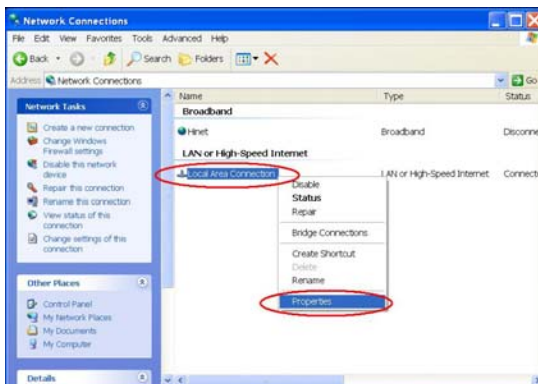 Network Connections
File Edit View Favorites Tools Advanced Help
Back Search Folders
Address Network Connections Go
Network Tasks
Create a new connection
Change Windows
Firewall settings
Disable this network
device
Repair this connection
Rename this connection
View status of this
connection
Change settings of this
connection
Other Places
Control Panel
My Network Places
My Documents
My Computer
Details
Name Type Status
Broadband
Hinet Broadband Disconne
LAN or High-Speed Internet
Local Area Connection LAN or High-Speed Internet Connect
Disable
Status
Repair
Bridge Connections
Create Shortcut
Delete
Rename
Properties